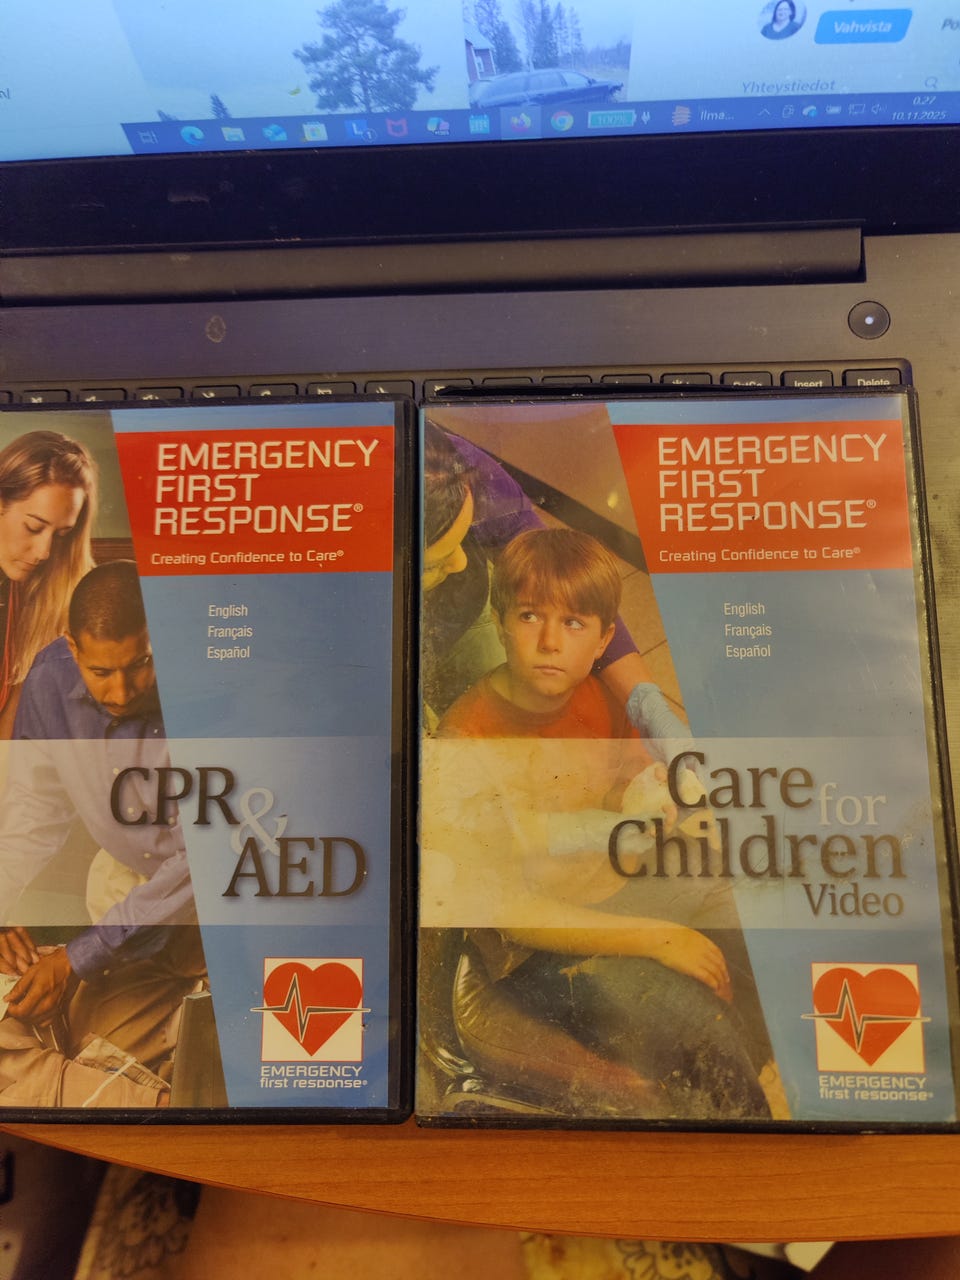 Vahvista
Yhteystiedot
100%
Ilma...
0.27
10.11.2025
Insert
Delete
EMERGENCY
FIRST
RESPONSE®
Creating Confidence to Care®
English
Français
Español
CPR
&
AED
EMERGENCY
first response®
EMERGENCY
FIRST
RESPONSE®
Creating Confidence to Care®
English
Français
Español
Care for
Children
Video
EMERGENCY
first response®